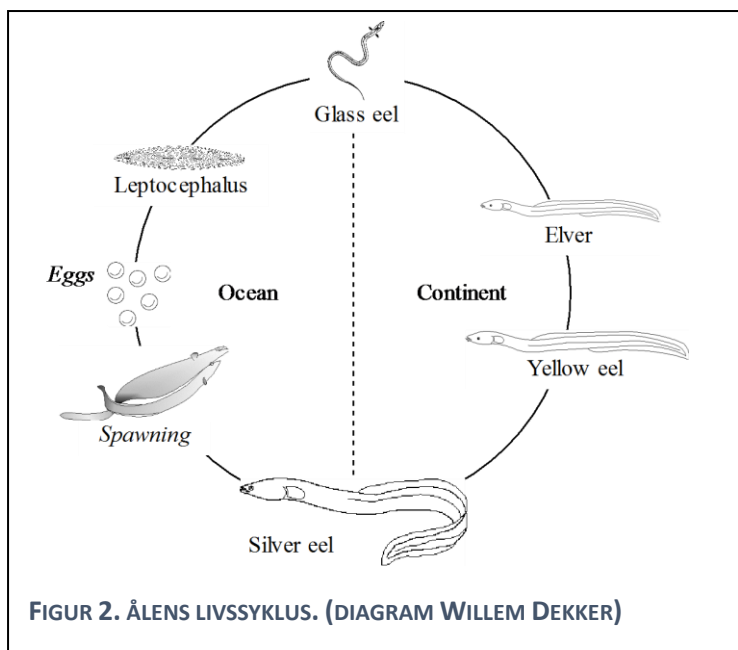 Glass eel
Leptocephalus
Elver
Eggs
Ocean
Continent
Yellow eel
Spawning
Silver eel
FIGUR 2. ÅLENS LIVSSYKLUS. (DIAGRAM WILLEM DEKKER)